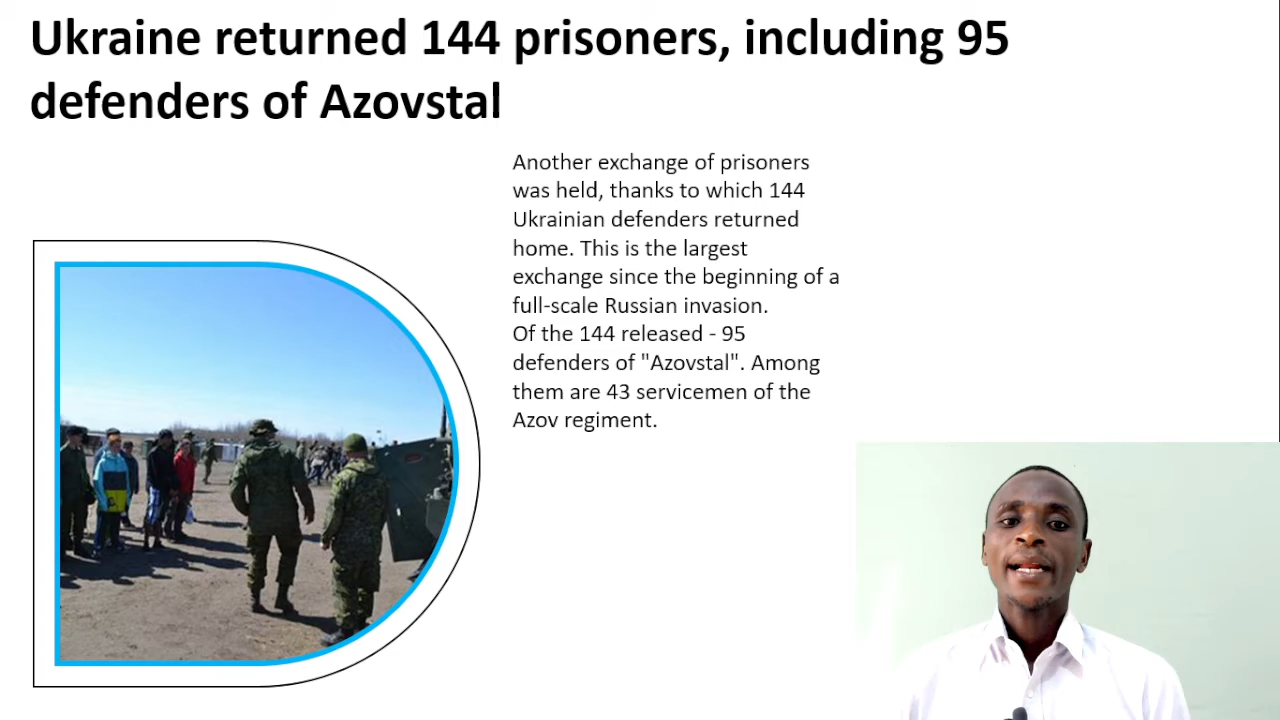 Ukraine returned 144 prisoners, including 95
defenders of Azovstal
Another exchange of prisoners
was held, thanks to which 144
Ukrainian defenders returned
home. This is the largest
exchange since the beginning of a
full-scale Russian invasion.
Of the 144 released - 95
defenders of "Azovstal". Among
them are 43 servicemen of the
Azov regiment.